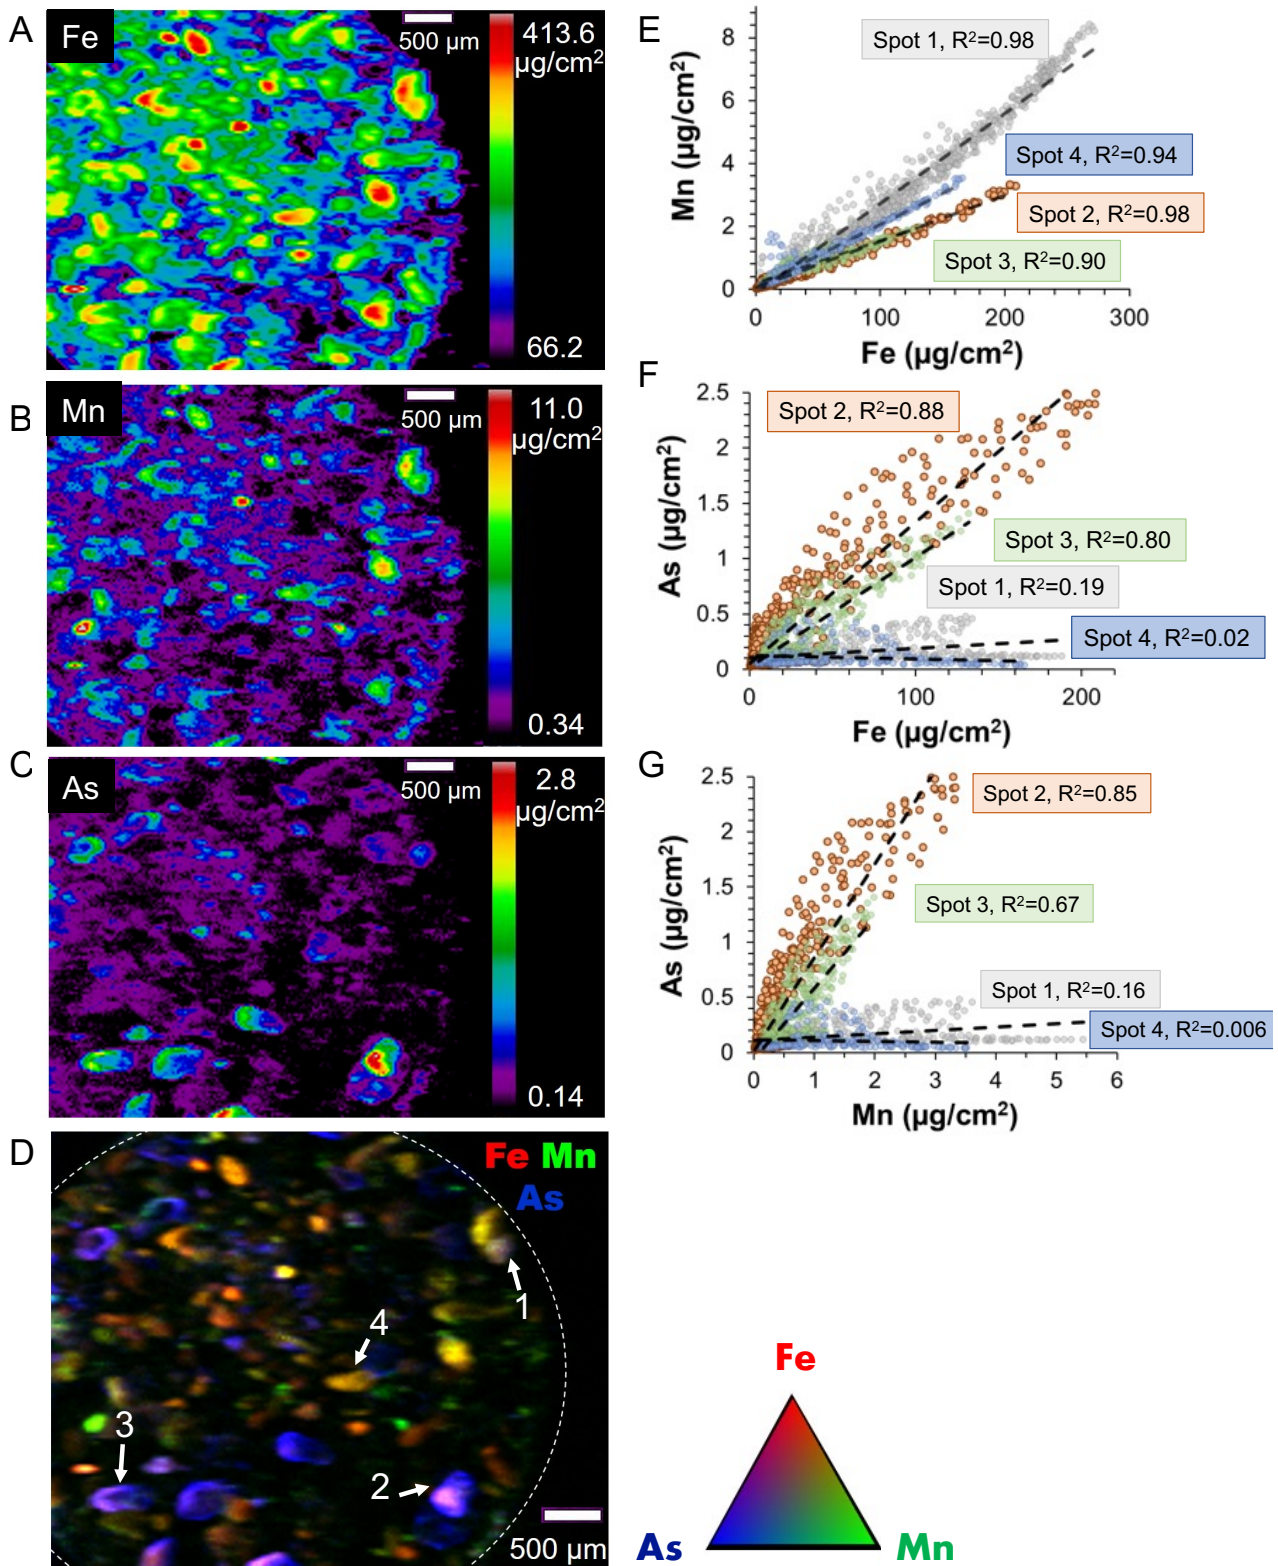 A
Fe
500 µm
413.6
µg/cm²
66.2
B
Mn
500 µm
11.0
µg/cm²
0.34
C
As
500 µm
2.8
µg/cm²
0.14
D
Fe Mn
As
1
4
3
2
500 µm
E
Mn (µg/cm²)
8
6
4
2
0
Spot 1, R²=0.98
Spot 4, R²=0.94
Spot 2, R²=0.98
Spot 3, R²=0.90
0 100 200 300
Fe (µg/cm²)
F
As (µg/cm²)
2.5
2
1.5
1
0.5
0
Spot 2, R²=0.88
Spot 3, R²=0.80
Spot 1, R²=0.19
Spot 4, R²=0.02
0 100 200
Fe (µg/cm²)
G
As (µg/cm²)
2.5
2
1.5
1
0.5
0
Spot 2, R²=0.85
Spot 3, R²=0.67
Spot 1, R²=0.16
Spot 4, R²=0.006
0 1 2 3 4 5 6
Mn (µg/cm²)
Fe
As
Mn